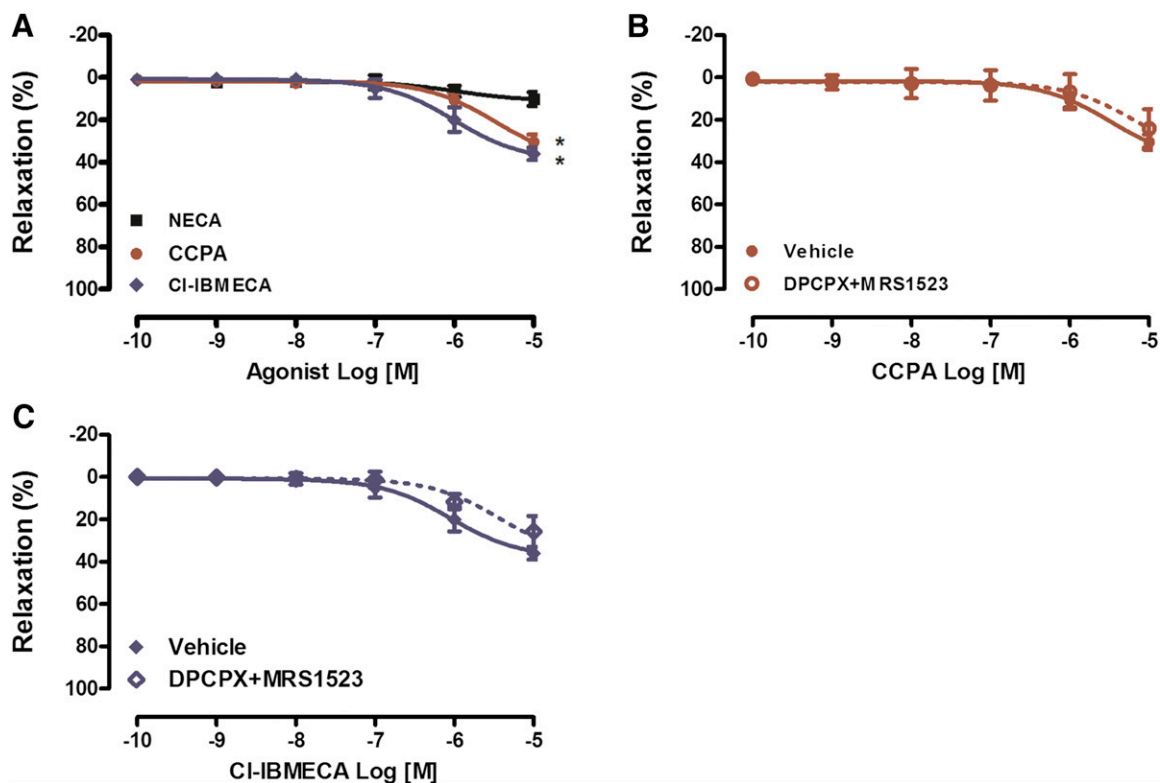 A
Relaxation (%)
-20
0
20
40
60
80
100
*
*
NECA
CCPA
CI-IBMECA
-10 -9 -8 -7 -6 -5
Agonist Log [M]
B
Relaxation (%)
-20
0
20
40
60
80
100
Vehicle
DPCPX+MRS1523
-10 -9 -8 -7 -6 -5
CCPA Log [M]
C
Relaxation (%)
-20
0
20
40
60
80
100
Vehicle
DPCPX+MRS1523
-10 -9 -8 -7 -6 -5
CI-IBMECA Log [M]